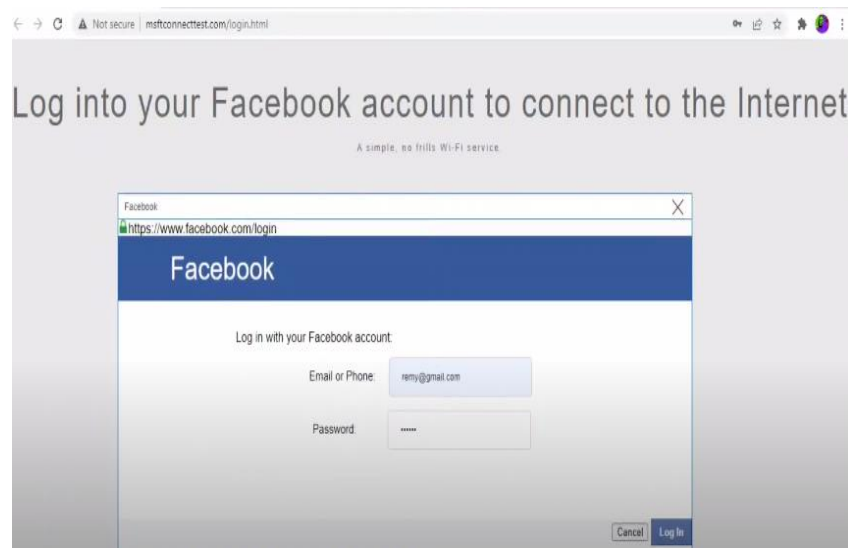 Not secure | msftconnecttest.com/login.html
Log into your Facebook account to connect to the Internet
A simple, no frills Wi-Fi service.
Facebook X
https://www.facebook.com/login
Facebook
Log in with your Facebook account:
Email or Phone: remy@gmail.com
Password: ••••••
Cancel Log In